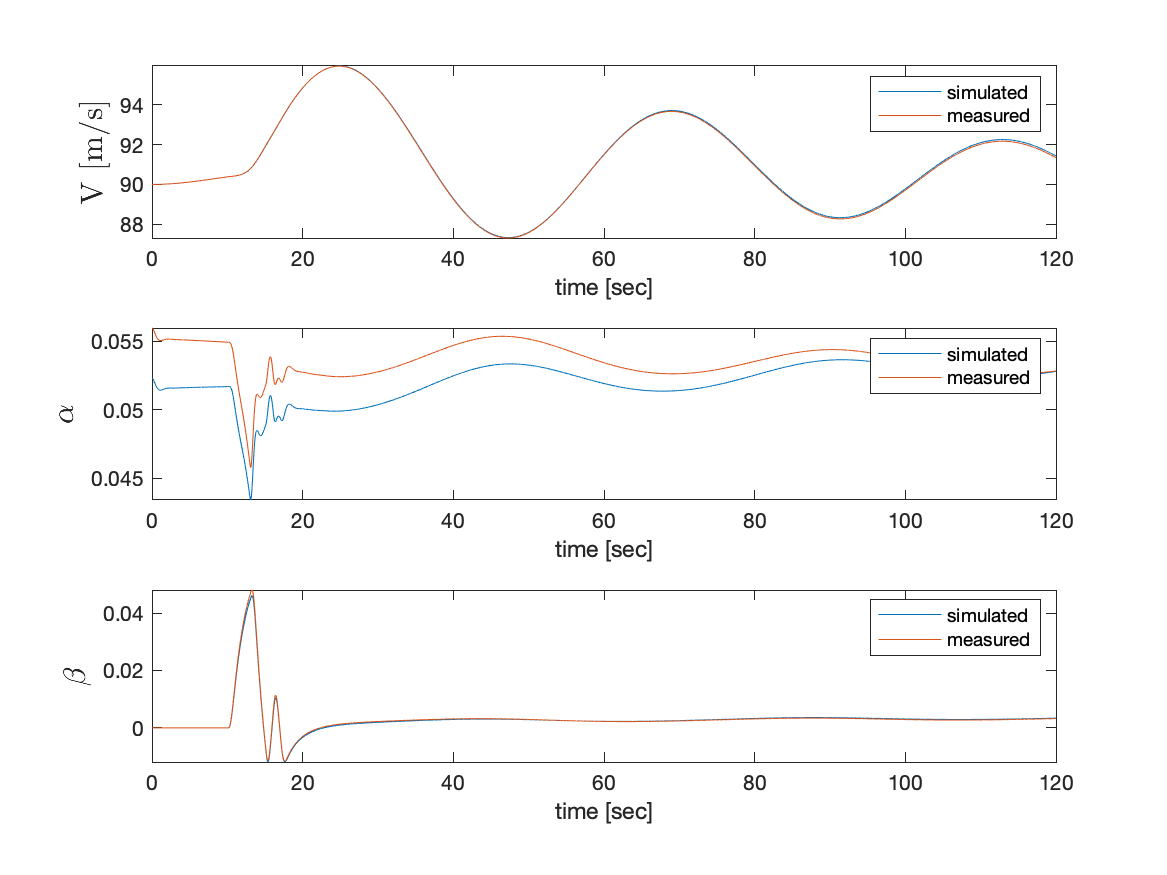 V [m/s]
94
92
90
88
simulated
measured
0 20 40 60 80 100 120
time [sec]
α
0.055
0.05
0.045
simulated
measured
0 20 40 60 80 100 120
time [sec]
β
0.04
0.02
0
simulated
measured
0 20 40 60 80 100 120
time [sec]